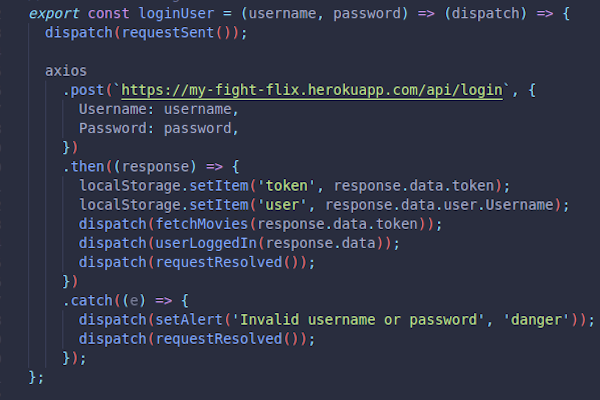 export const loginUser = (username, password) => (dispatch) => {
  dispatch(requestSent());

  axios
    .post(`https://my-fight-flix.herokuapp.com/api/login`, {
      Username: username,
      Password: password,
    })
    .then((response) => {
      localStorage.setItem('token', response.data.token);
      localStorage.setItem('user', response.data.user.Username);
      dispatch(fetchMovies(response.data.token));
      dispatch(userLoggedIn(response.data));
      dispatch(requestResolved());
    })
    .catch((e) => {
      dispatch(setAlert('Invalid username or password', 'danger'));
      dispatch(requestResolved());
    });
};